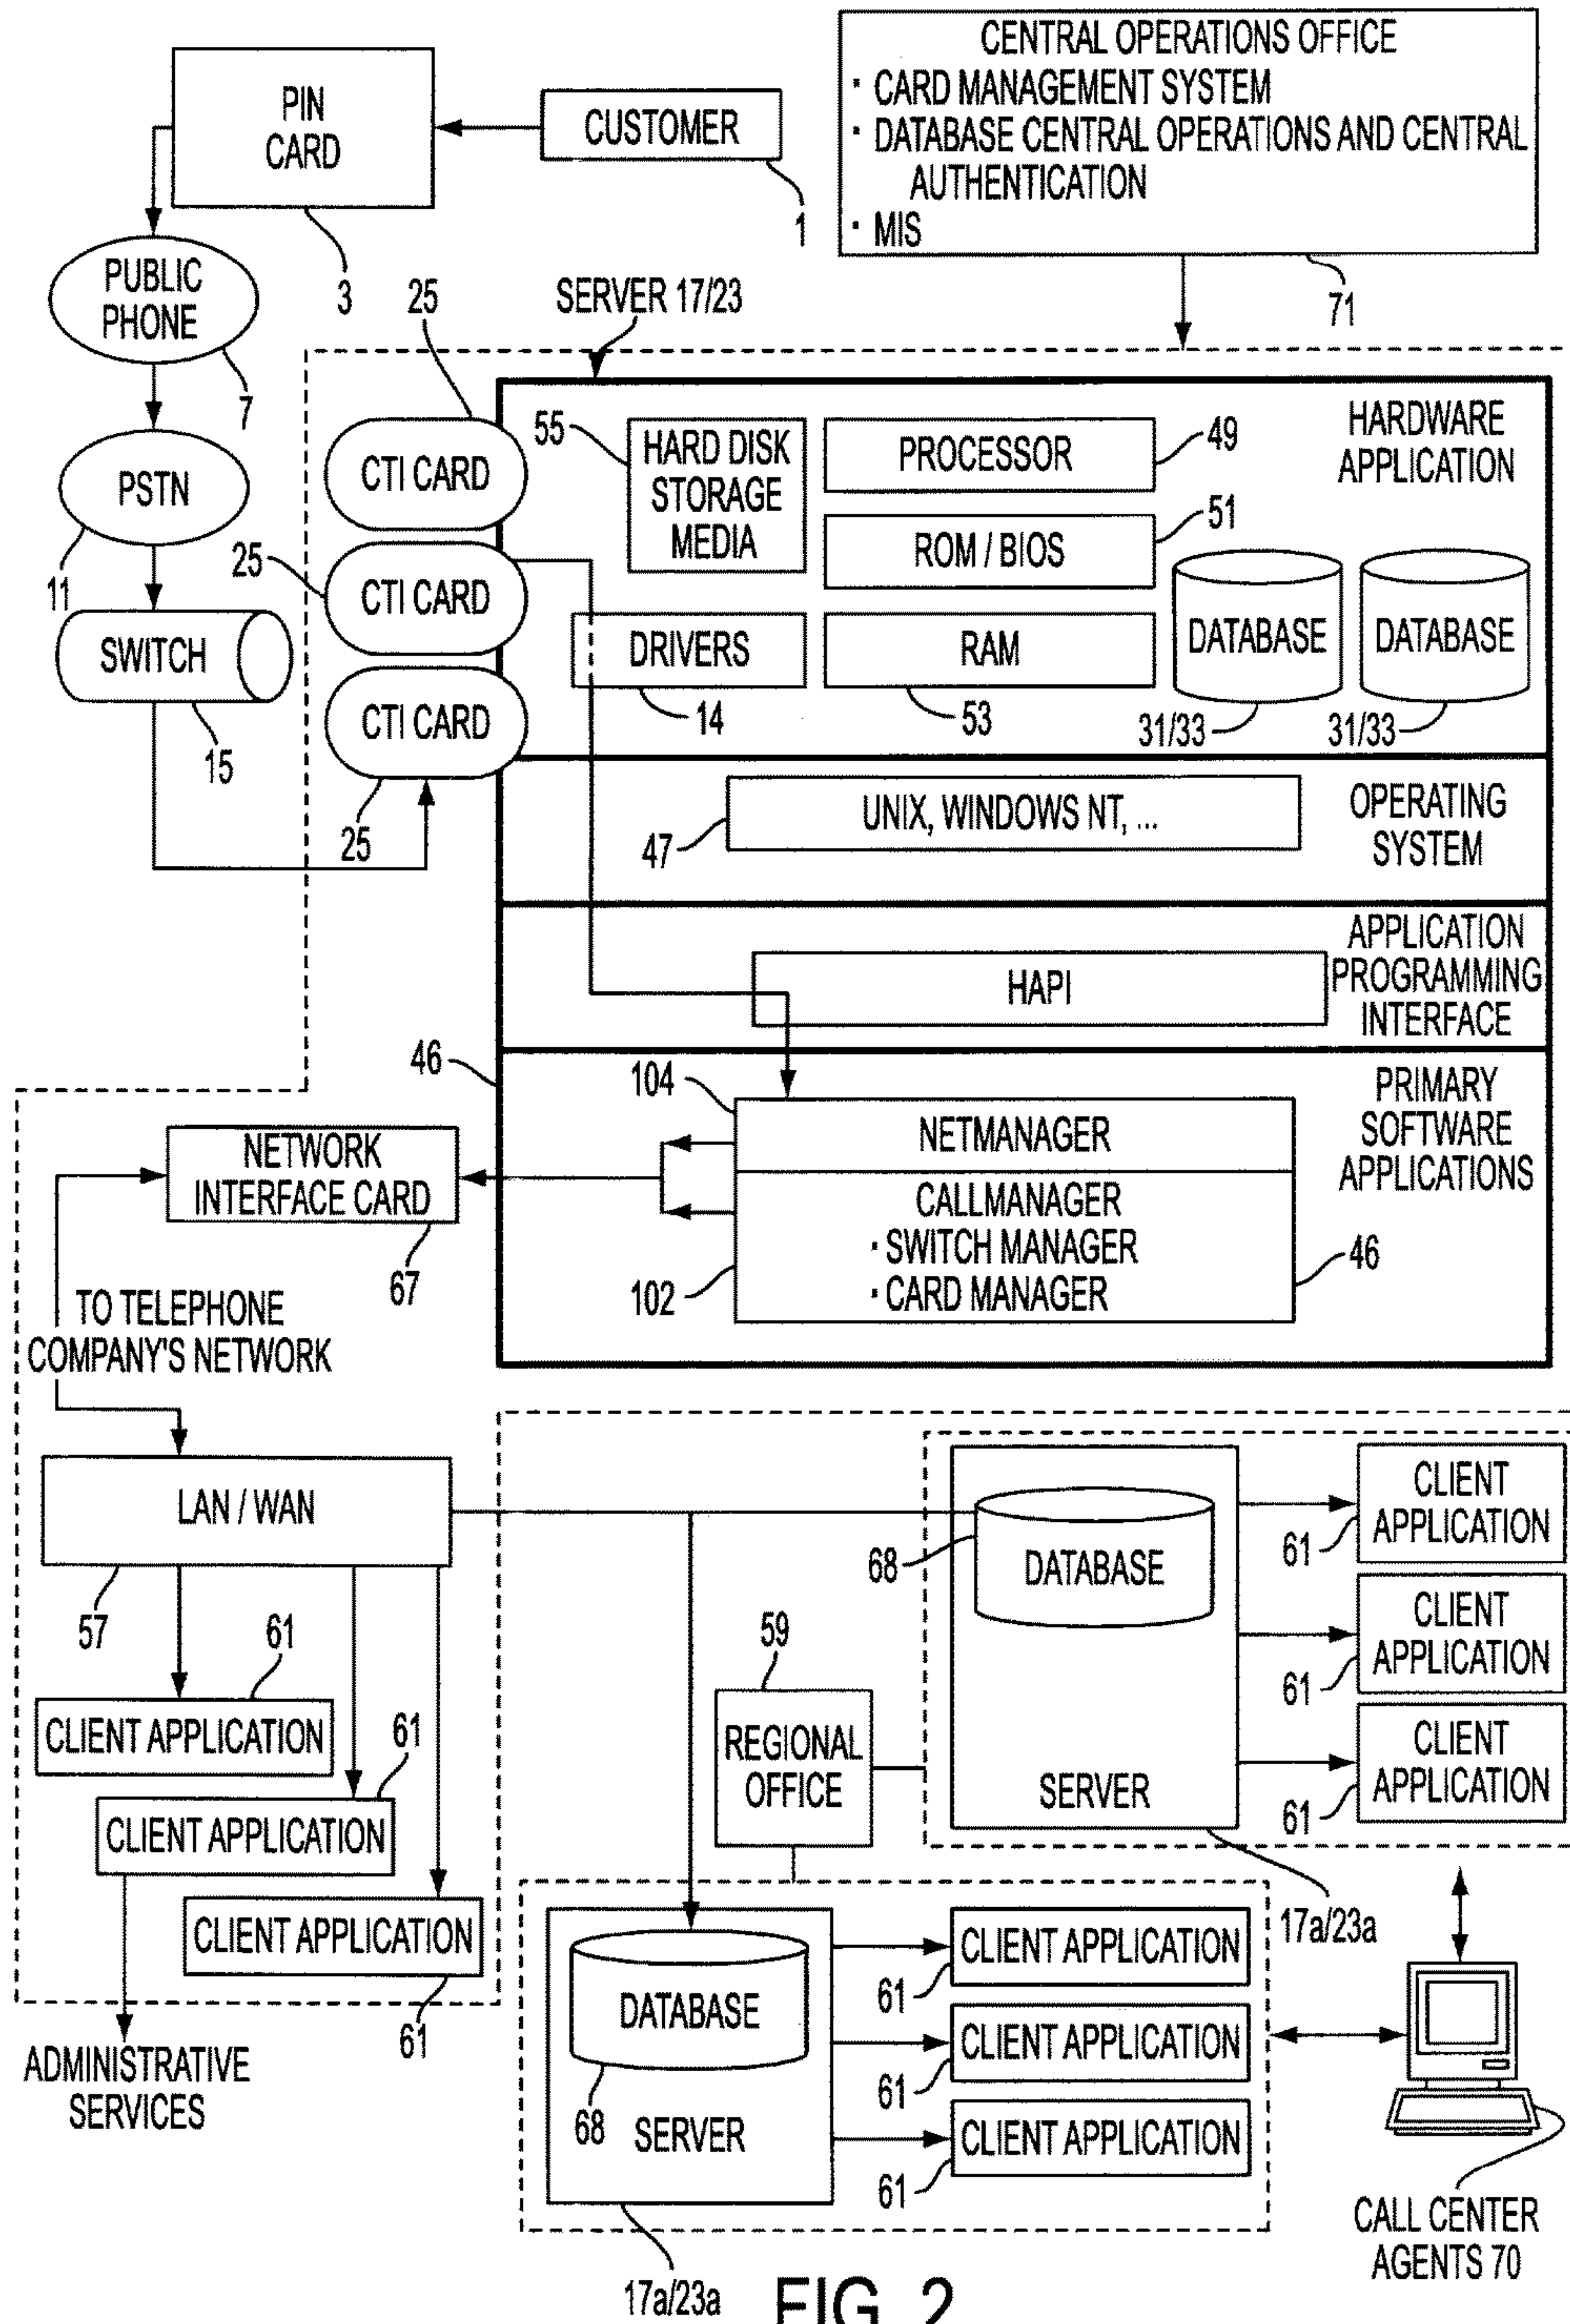 CENTRAL OPERATIONS OFFICE
· CARD MANAGEMENT SYSTEM
· DATABASE CENTRAL OPERATIONS AND CENTRAL
AUTHENTICATION
· MIS
71
PIN
CARD
3
CUSTOMER
1
PUBLIC
PHONE
7
PSTN
11
SWITCH
15
SERVER 17/23
25
CTI CARD
25
CTI CARD
CTI CARD
25
HARDWARE
APPLICATION
55
HARD DISK
STORAGE
MEDIA
PROCESSOR
49
ROM / BIOS
51
DRIVERS
14
RAM
53
DATABASE
31/33
DATABASE
31/33
UNIX, WINDOWS NT, ...
47
OPERATING
SYSTEM
HAPI
APPLICATION
PROGRAMMING
INTERFACE
46
104
NETMANAGER
CALLMANAGER
· SWITCH MANAGER
· CARD MANAGER
102
46
PRIMARY
SOFTWARE
APPLICATIONS
NETWORK
INTERFACE CARD
67
TO TELEPHONE
COMPANY'S NETWORK
LAN / WAN
57
61
CLIENT APPLICATION
61
CLIENT APPLICATION
CLIENT APPLICATION
61
ADMINISTRATIVE
SERVICES
68
DATABASE
SERVER
17a/23a
CLIENT
APPLICATION
61
CLIENT
APPLICATION
61
CLIENT
APPLICATION
61
59
REGIONAL
OFFICE
DATABASE
68
SERVER
17a/23a
CLIENT APPLICATION
61
CLIENT APPLICATION
61
CLIENT APPLICATION
61
CALL CENTER
AGENTS 70
FIG. 2